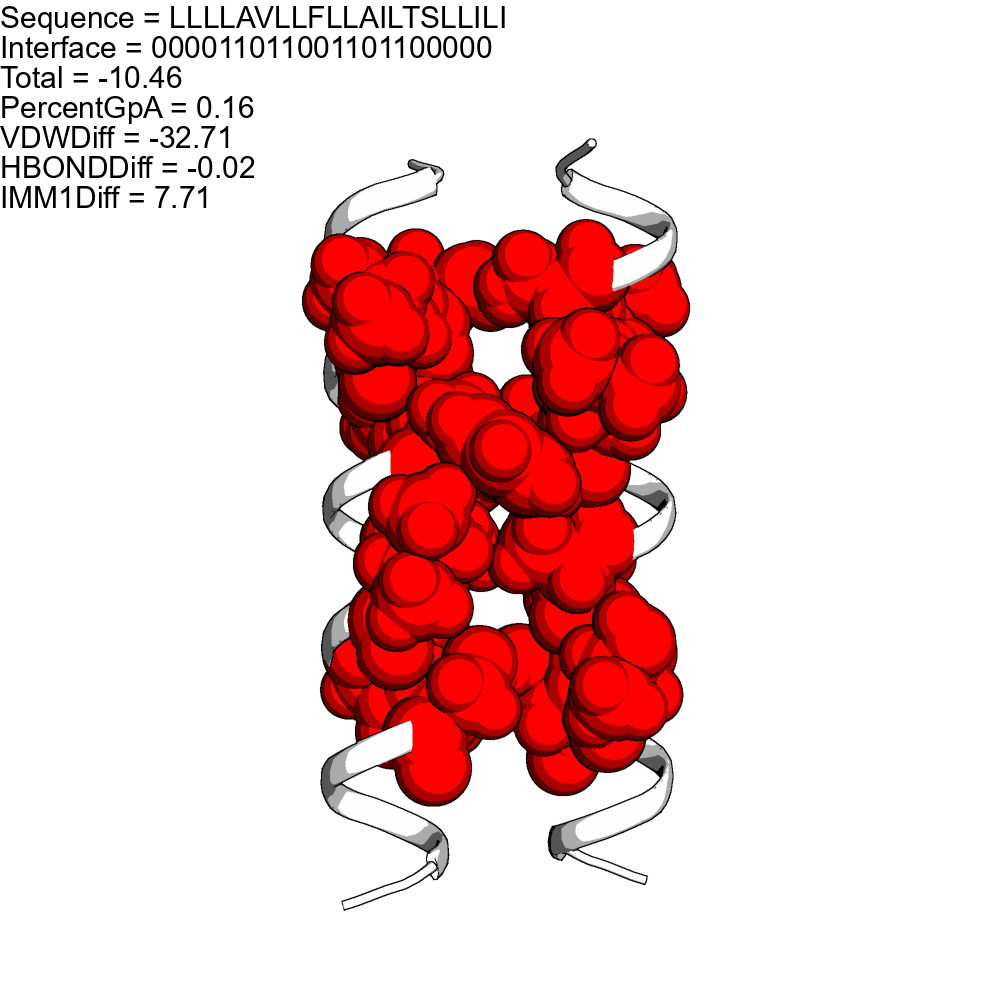 Sequence = LLLLAVLLFLLAILTSLLILI
Interface = 000011011001101100000
Total = -10.46
PercentGpA = 0.16
VDWDiff = -32.71
HBONDDiff = -0.02
IMM1Diff = 7.71